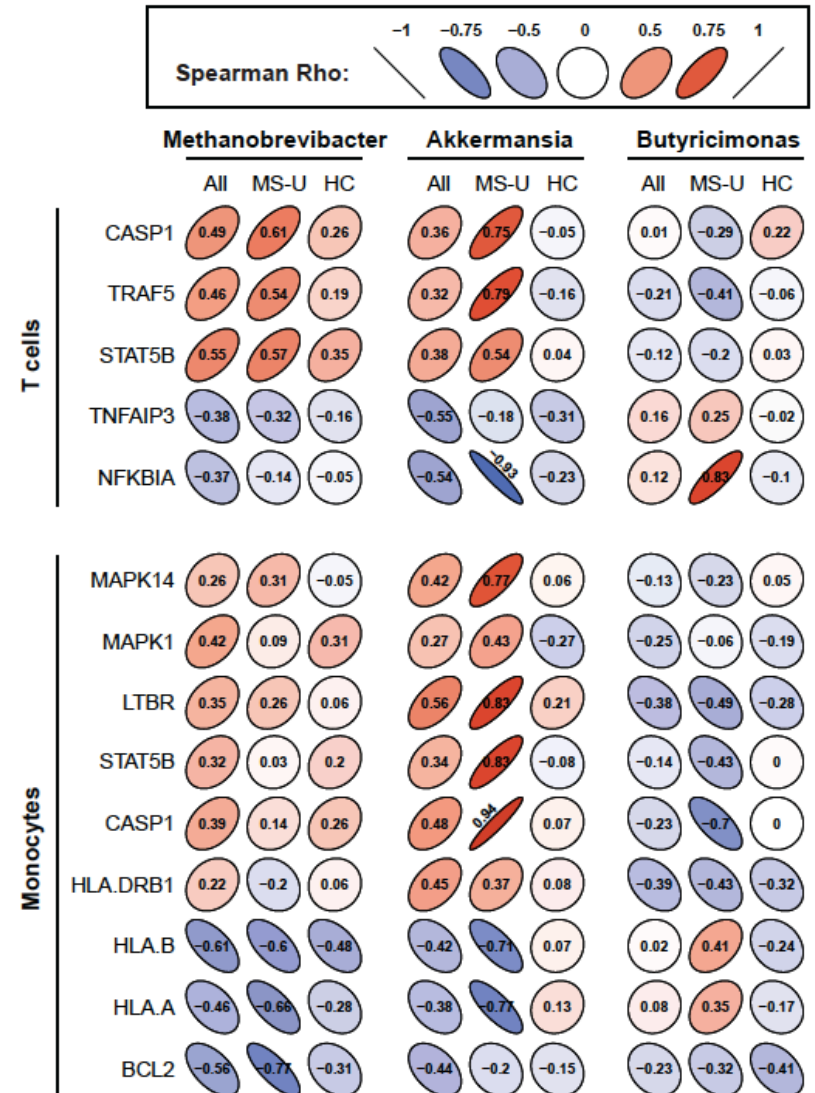 −1 −0.75 −0.5 0 0.5 0.75 1
Spearman Rho:
Methanobrevibacter Akkermansia Butyricimonas
All MS-U HC All MS-U HC All MS-U HC
T cells
CASP1 0.49 0.61 0.26 0.36 0.75 −0.05 0.01 −0.29 0.22
TRAF5 0.46 0.54 0.19 0.32 0.79 −0.16 −0.21 −0.41 −0.06
STAT5B 0.55 0.57 0.35 0.38 0.54 0.04 −0.12 −0.2 0.03
TNFAIP3 −0.38 −0.32 −0.16 −0.55 −0.18 −0.31 0.16 0.25 −0.02
NFKBIA −0.37 −0.14 −0.05 −0.54 −0.93 −0.23 0.12 0.83 −0.1
Monocytes
MAPK14 0.26 0.31 −0.05 0.42 0.77 0.06 −0.13 −0.23 0.05
MAPK1 0.42 0.09 0.31 0.27 0.43 −0.27 −0.25 −0.06 −0.19
LTBR 0.35 0.26 0.06 0.56 0.83 0.21 −0.38 −0.49 −0.28
STAT5B 0.32 0.03 0.2 0.34 0.83 −0.08 −0.14 −0.43 0
CASP1 0.39 0.14 0.26 0.48 0.94 0.07 −0.23 −0.7 0
HLA.DRB1 0.22 −0.2 0.06 0.45 0.37 0.08 −0.39 −0.43 −0.32
HLA.B −0.61 −0.6 −0.48 −0.42 −0.71 0.07 0.02 0.41 −0.24
HLA.A −0.46 −0.66 −0.28 −0.38 −0.77 0.13 0.08 0.35 −0.17
BCL2 −0.56 −0.77 −0.31 −0.44 −0.2 −0.15 −0.23 −0.32 −0.41